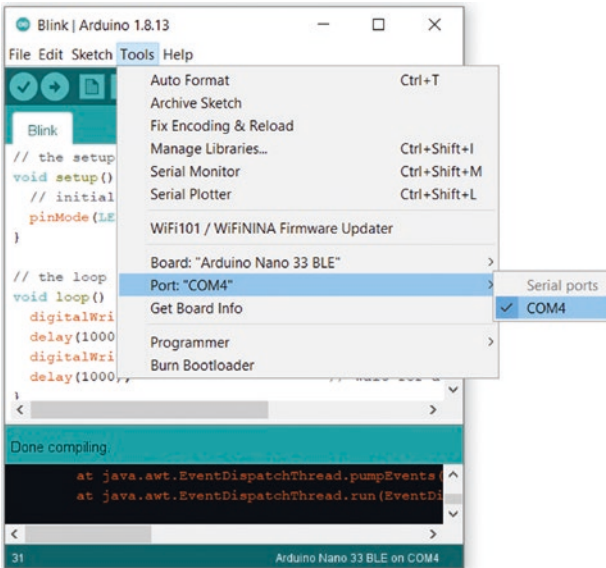 Blink | Arduino 1.8.13
File Edit Sketch Tools Help
Auto Format Ctrl+T
Archive Sketch
Fix Encoding & Reload
Manage Libraries... Ctrl+Shift+I
Serial Monitor Ctrl+Shift+M
Serial Plotter Ctrl+Shift+L
WiFi101 / WiFiNINA Firmware Updater
Board: "Arduino Nano 33 BLE"
Port: "COM4"
Get Board Info
Programmer
Burn Bootloader
Serial ports
COM4
Blink
// the setup
void setup()
// initial
pinMode(LE
}
// the loop
void loop()
digitalWri
delay(1000
digitalWri
delay(1000
Done compiling.
at java.awt.EventDispatchThread.pumpEvents(
at java.awt.EventDispatchThread.run(EventDi
31 Arduino Nano 33 BLE on COM4